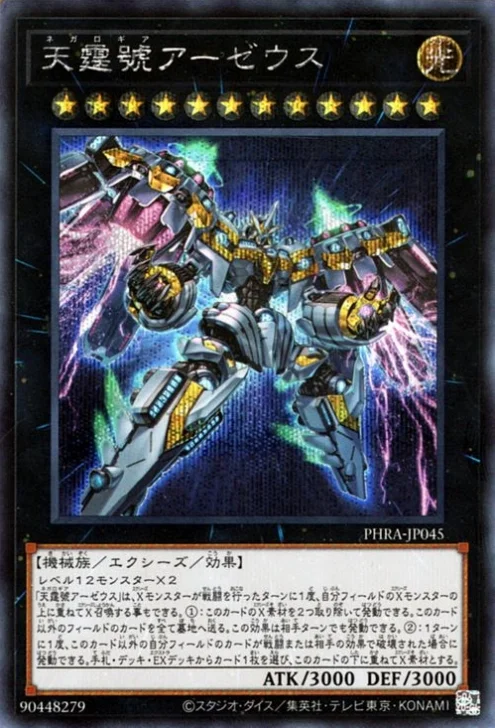 ネガロギア
天霆號アーゼウス
光
PHRA-JP045
【機械族/エクシーズ/効果】
レベル12モンスター×2
「天霆號アーゼウス」は、Xモンスターが戦闘を行ったターンに1度、自分フィールドのXモンスターの
上に重ねてX召喚する事もできる。①:このカードのX素材を2つ取り除いて発動できる。このカード
以外のフィールドのカードを全て墓地へ送る。この効果は相手ターンでも発動できる。②:1ターン
に1度、このカード以外の自分フィールドのカードが戦闘または相手の効果で破壊された場合に
発動できる。手札・デッキ・EXデッキからカード1枚を選び、このカードの下に重ねてX素材とする。
ATK/3000 DEF/3000
90448279 ©スタジオ・ダイス/集英社・テレビ東京・KONAMI